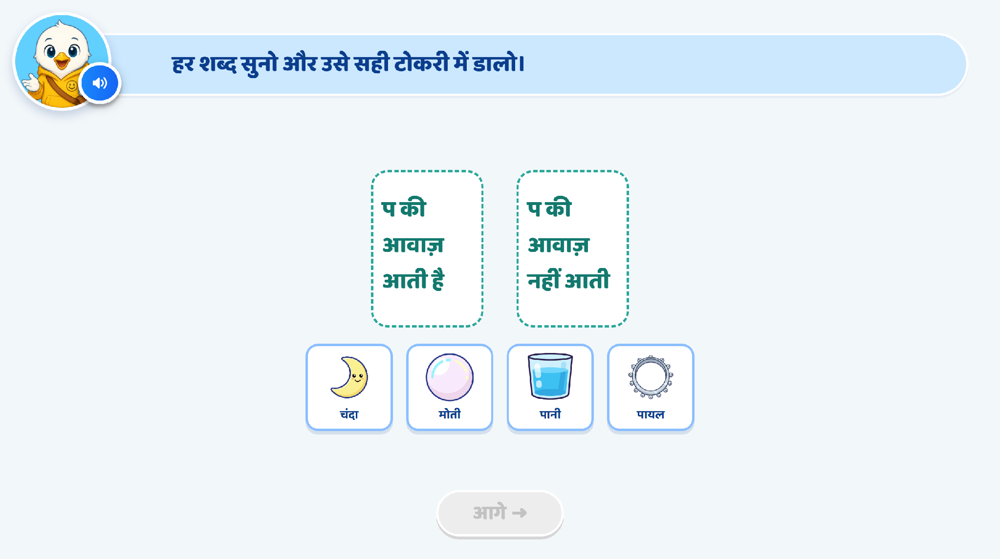 हर शब्द सुनो और उसे सही टोकरी में डालो।
प की
आवाज़
आती है
प की
आवाज़
नहीं आती
चंदा
मोती
पानी
पायल
आगे →